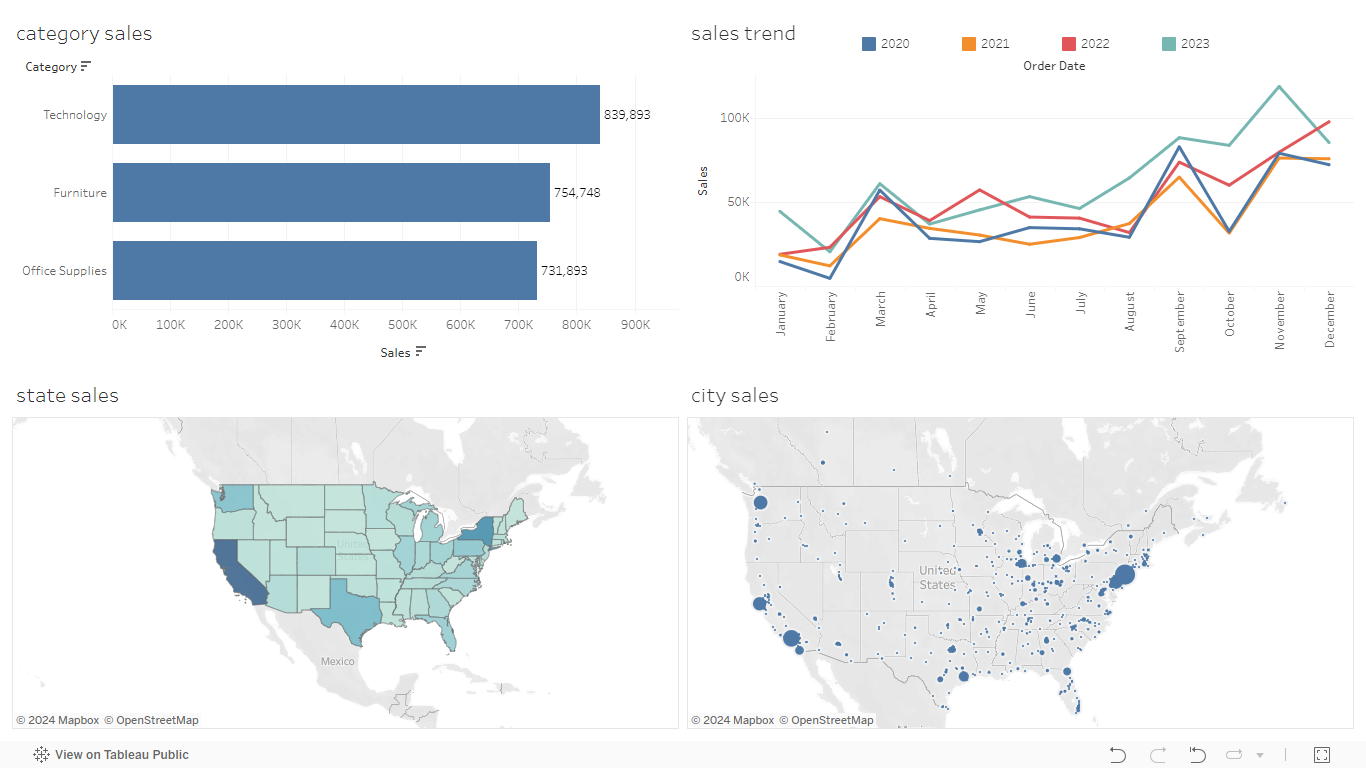 category sales
Category
Technology
839,893
Furniture
754,748
Office Supplies
731,893
0K 100K 200K 300K 400K 500K 600K 700K 800K 900K
Sales
sales trend
2020 2021 2022 2023
Order Date
100K
50K
0K
Sales
January February March April May June July August September October November December
state sales
United
Mexico
© 2024 Mapbox © OpenStreetMap
city sales
United
States
© 2024 Mapbox © OpenStreetMap
View on Tableau Public